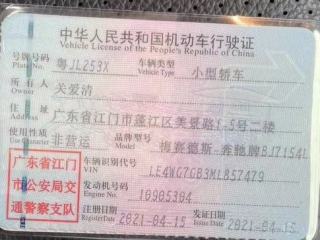 中华人民共和国机动车行驶证
Vehicle License of the People's Republic of China
号牌号码 粤JL253X 车辆类型 小型轿车
Plate No. Vehicle Type
所有人 关爱清
Owner
住址 广东省江门市蓬江区美景路1.5号二楼
Address
使用性质 非营运 品牌型号 梅赛德斯-奔驰牌BJ7154L
Use Character Model
广东省江门
市公安局交
通警察支队
车辆识别代号
VIN
发动机号码
Engine No.
注册日期 2021-04-15 发证日期 2021-04-15
Register Date Issue Date